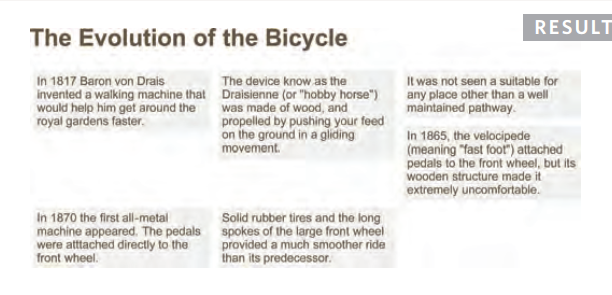 RESULT
The Evolution of the Bicycle
In 1817 Baron von Drais
invented a walking machine that
would help him get around the
royal gardens faster.
The device know as the
Draisienne (or "hobby horse")
was made of wood, and
propelled by pushing your feed
on the ground in a gliding
movement.
It was not seen a suitable for
any place other than a well
maintained pathway.
In 1865, the velocipede
(meaning "fast foot") attached
pedals to the front wheel, but its
wooden structure made it
extremely uncomfortable.
In 1870 the first all-metal
machine appeared. The pedals
were atttached directly to the
front wheel.
Solid rubber tires and the long
spokes of the large front wheel
provided a much smoother ride
than its predecessor.